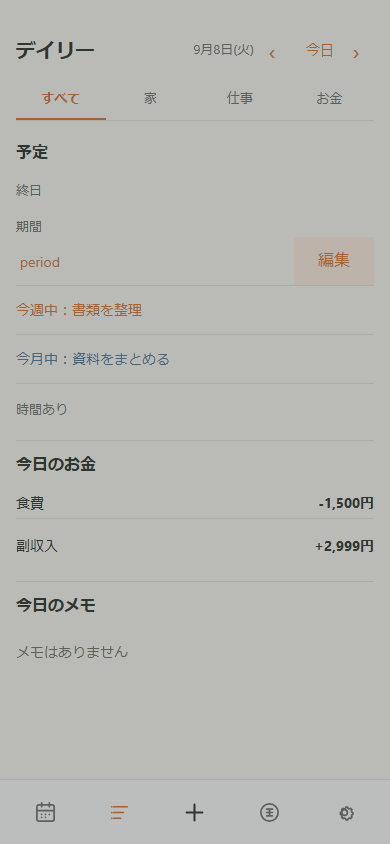 デイリー
9月8日(火) ‹ 今日 ›
すべて 家 仕事 お金
予定
終日
期間
period 編集
今週中：書類を整理
今月中：資料をまとめる
時間あり
今日のお金
食費 -1,500円
副収入 +2,999円
今日のメモ
メモはありません